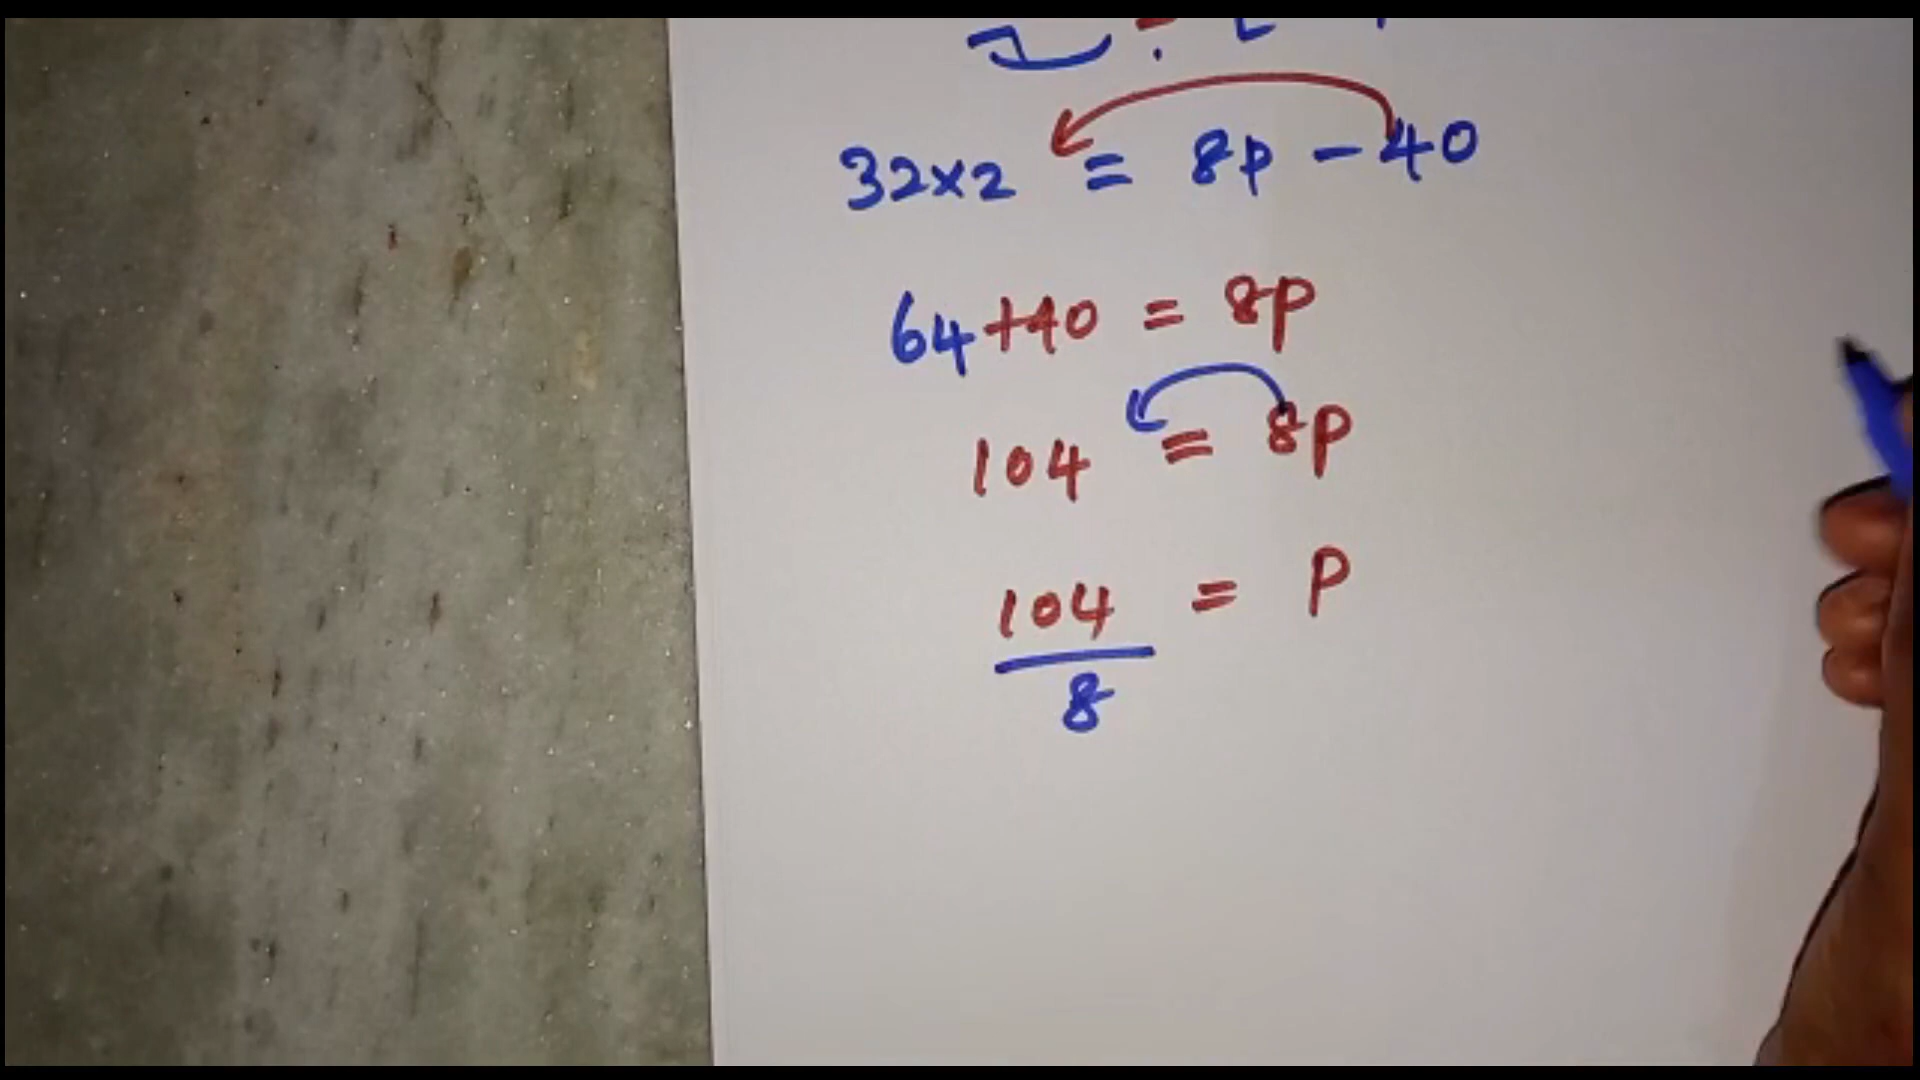 32×2 = 8p - 40
64+40 = 8p
104 = 8p
104 = p
8